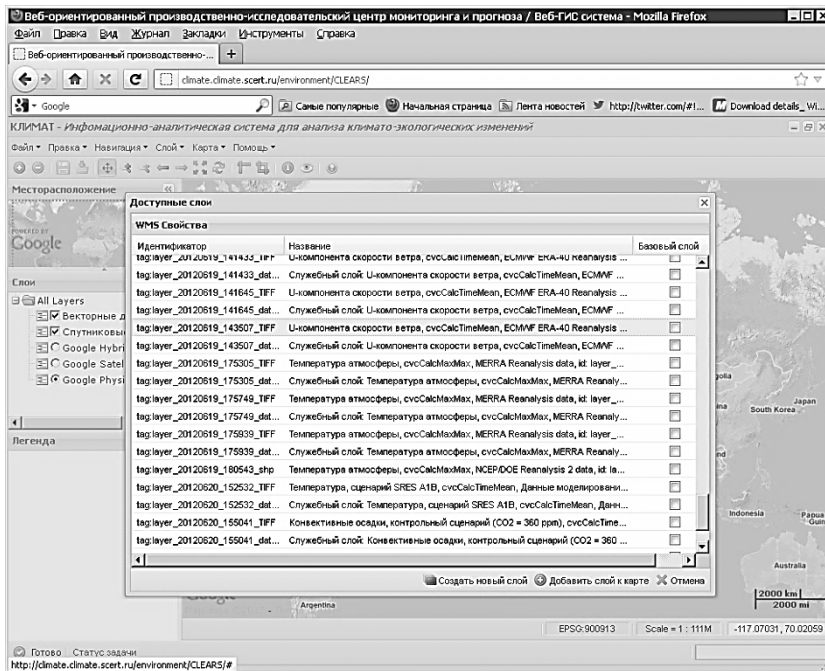 Веб-ориентированный производственно-исследовательский центр мониторинга и прогноза / Веб-ГИС система - Mozilla Firefox
Файл Правка Вид Журнал Закладки Инструменты Справка
Веб-ориентированный производственно-... +
climate.climate.scert.ru/environment/CLEARS/
Google Самые популярные Начальная страница Лента новостей http://twitter.com/#!... Download details_ Wi...
КЛИМАТ - Инфомационно-аналитическая система для анализа климато-экологических изменений
Файл Правка Навигация Слой Карта Помощь
Месторасположение
POWERED BY
Google
Слои
All Layers
Векторные д
Спутниковы
Google Hybri
Google Satel
Google Physi
Легенда
Доступные слои
WMS Свойства
Идентификатор Название Базовый слой
tag:layer_20120619_141433_TIFF U-компонента скорости ветра, cvcCalcTimeMean, ECMWF ERA-40 Reanalysis ...
tag:layer_20120619_141433_dat... Служебный слой: U-компонента скорости ветра, cvcCalcTimeMean, ECMWF ...
tag:layer_20120619_141645_TIFF U-компонента скорости ветра, cvcCalcTimeMean, ECMWF ERA-40 Reanalysis ...
tag:layer_20120619_141645_dat... Служебный слой: U-компонента скорости ветра, cvcCalcTimeMean, ECMWF ...
tag:layer_20120619_143507_TIFF U-компонента скорости ветра, cvcCalcTimeMean, ECMWF ERA-40 Reanalysis ...
tag:layer_20120619_143507_dat... Служебный слой: U-компонента скорости ветра, cvcCalcTimeMean, ECMWF ...
tag:layer_20120619_175305_TIFF Температура атмосферы, cvcCalcMaxMax, MERRA Reanalysis data, id: layer_...
tag:layer_20120619_175305_dat... Служебный слой: Температура атмосферы, cvcCalcMaxMax, MERRA Reanaly...
tag:layer_20120619_175749_TIFF Температура атмосферы, cvcCalcMaxMax, MERRA Reanalysis data, id: layer_...
tag:layer_20120619_175749_dat... Служебный слой: Температура атмосферы, cvcCalcMaxMax, MERRA Reanaly...
tag:layer_20120619_175939_TIFF Температура атмосферы, cvcCalcMaxMax, MERRA Reanalysis data, id: layer_...
tag:layer_20120619_175939_dat... Служебный слой: Температура атмосферы, cvcCalcMaxMax, MERRA Reanaly...
tag:layer_20120619_180543_shp Температура атмосферы, cvcCalcMaxMax, NCEP/DOE Reanalysis 2 data, id: la...
tag:layer_20120620_152532_TIFF Температура, сценарий SRES A1B, cvcCalcTimeMean, Данные моделировани...
tag:layer_20120620_152532_dat... Служебный слой: Температура, сценарий SRES A1B, cvcCalcTimeMean, Данн...
tag:layer_20120620_155041_TIFF Конвективные осадки, контрольный сценарий (CO2 = 360 ppm), cvcCalcTime...
tag:layer_20120620_155041_dat... Служебный слой: Конвективные осадки, контрольный сценарий (CO2 = 360 ...
Создать новый слой Добавить слой к карте Отмена
golia
ina
Japan
South Korea
nd
Indonesia
Papua
Guin
Australia
Argentina
2000 km
2000 mi
EPSG:900913 Scale = 1 : 111M -117.07031, 70.02059
Готово Статус задачи
http://climate.climate.scert.ru/environment/CLEARS/#